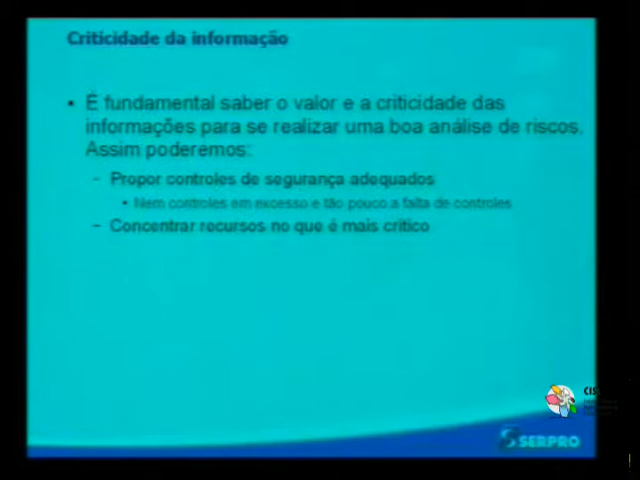 Criticidade da informação
• É fundamental saber o valor e a criticidade das
informações para se realizar uma boa análise de riscos.
Assim poderemos:
– Propor controles de segurança adequados
• Nem controles em excesso e tão pouco a falta de controles
– Concentrar recursos no que é mais crítico
CIS
SERPRO